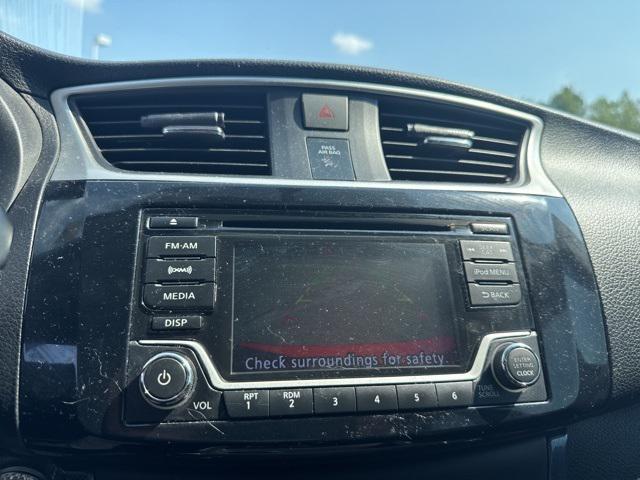 PASS
AIR BAG
FM·AM
((XM))
MEDIA
DISP
iPod MENU
BACK
Check surroundings for safety.
VOL
RPT
1
RDM
2
3
4
5
6
TUNE
SCROLL
ENTER
SETTING
CLOCK